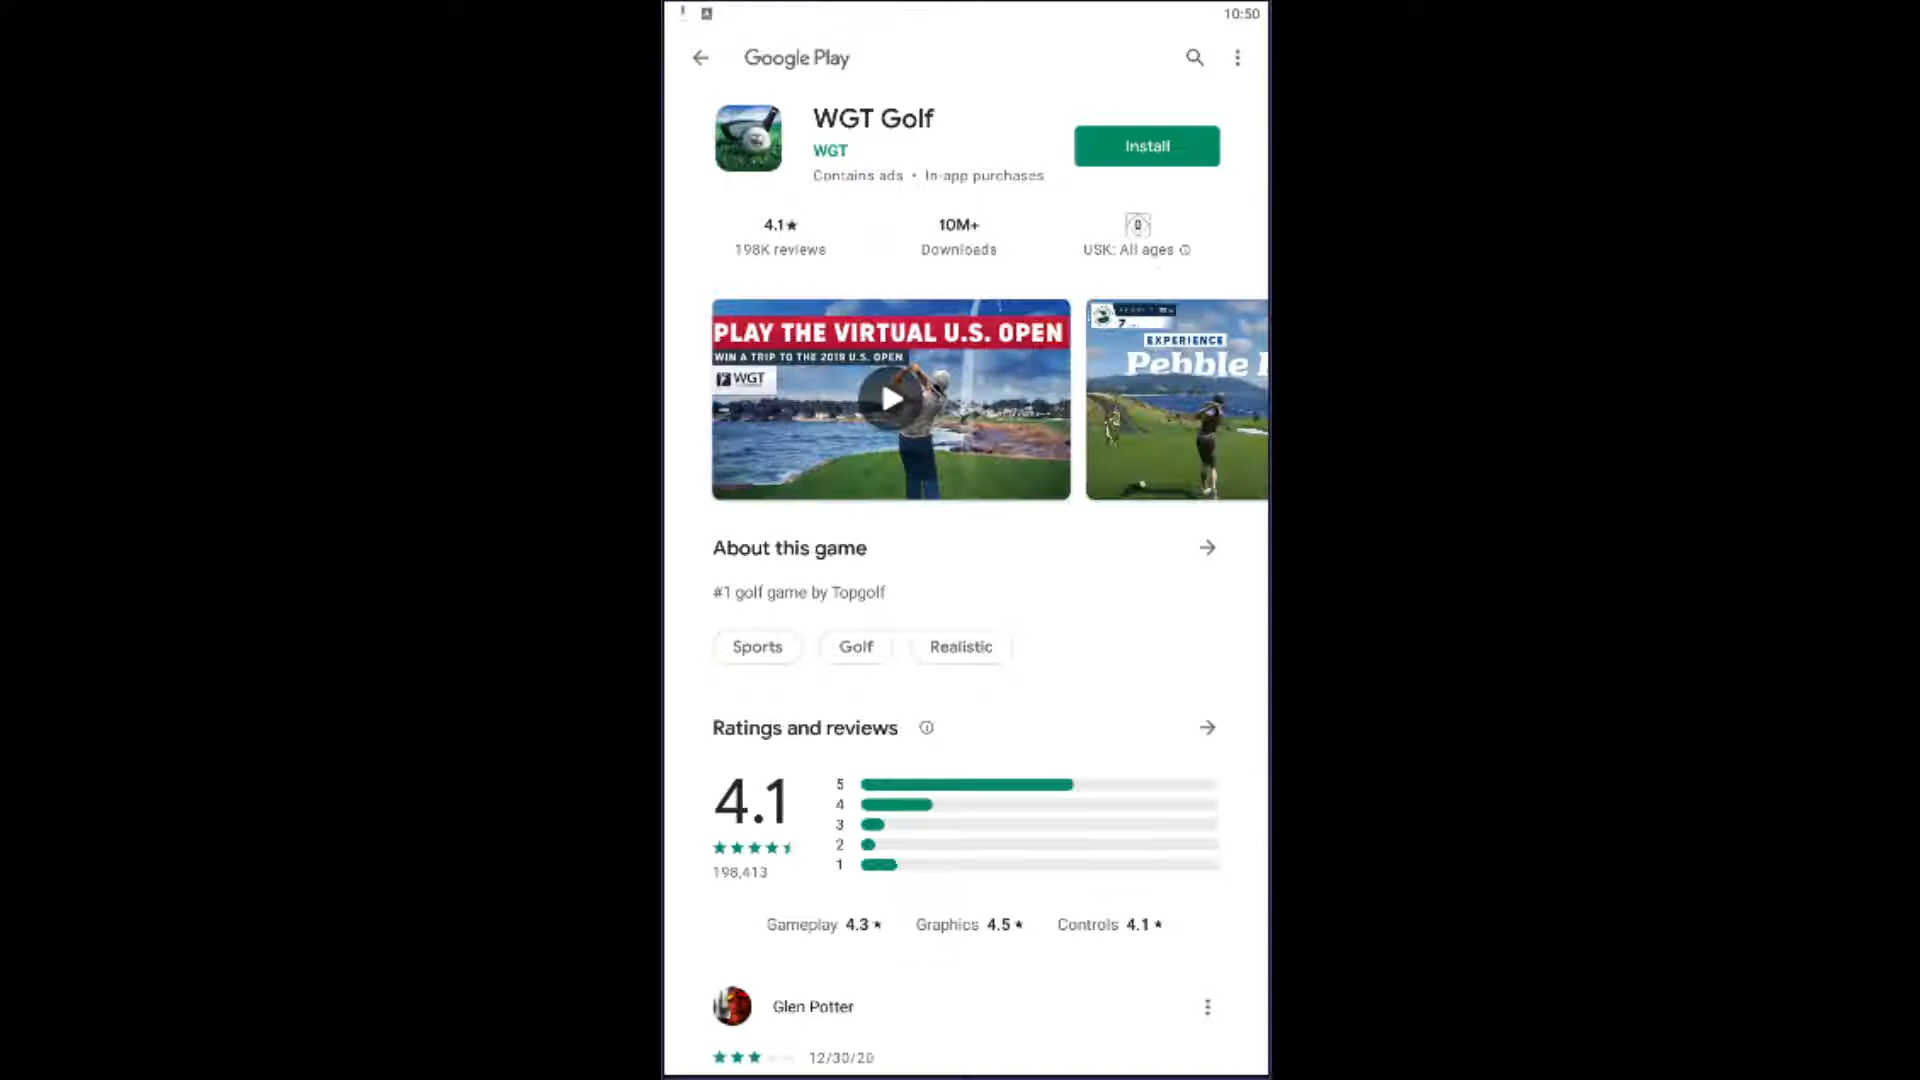 10:50
Google Play
WGT Golf
WGT
Install
Contains ads • In-app purchases
4.1★
10M+
0
198K reviews
Downloads
USK: All ages
PLAY THE VIRTUAL U.S. OPEN
WIN A TRIP TO THE 2019 U.S. OPEN
WGT
7
EXPERIENCE
Pebble
About this game
#1 golf game by Topgolf
Sports
Golf
Realistic
Ratings and reviews
4.1
5
4
3
2
1
198,413
Gameplay 4.3 ★
Graphics 4.5 ★
Controls 4.1 ★
Glen Potter
12/30/20